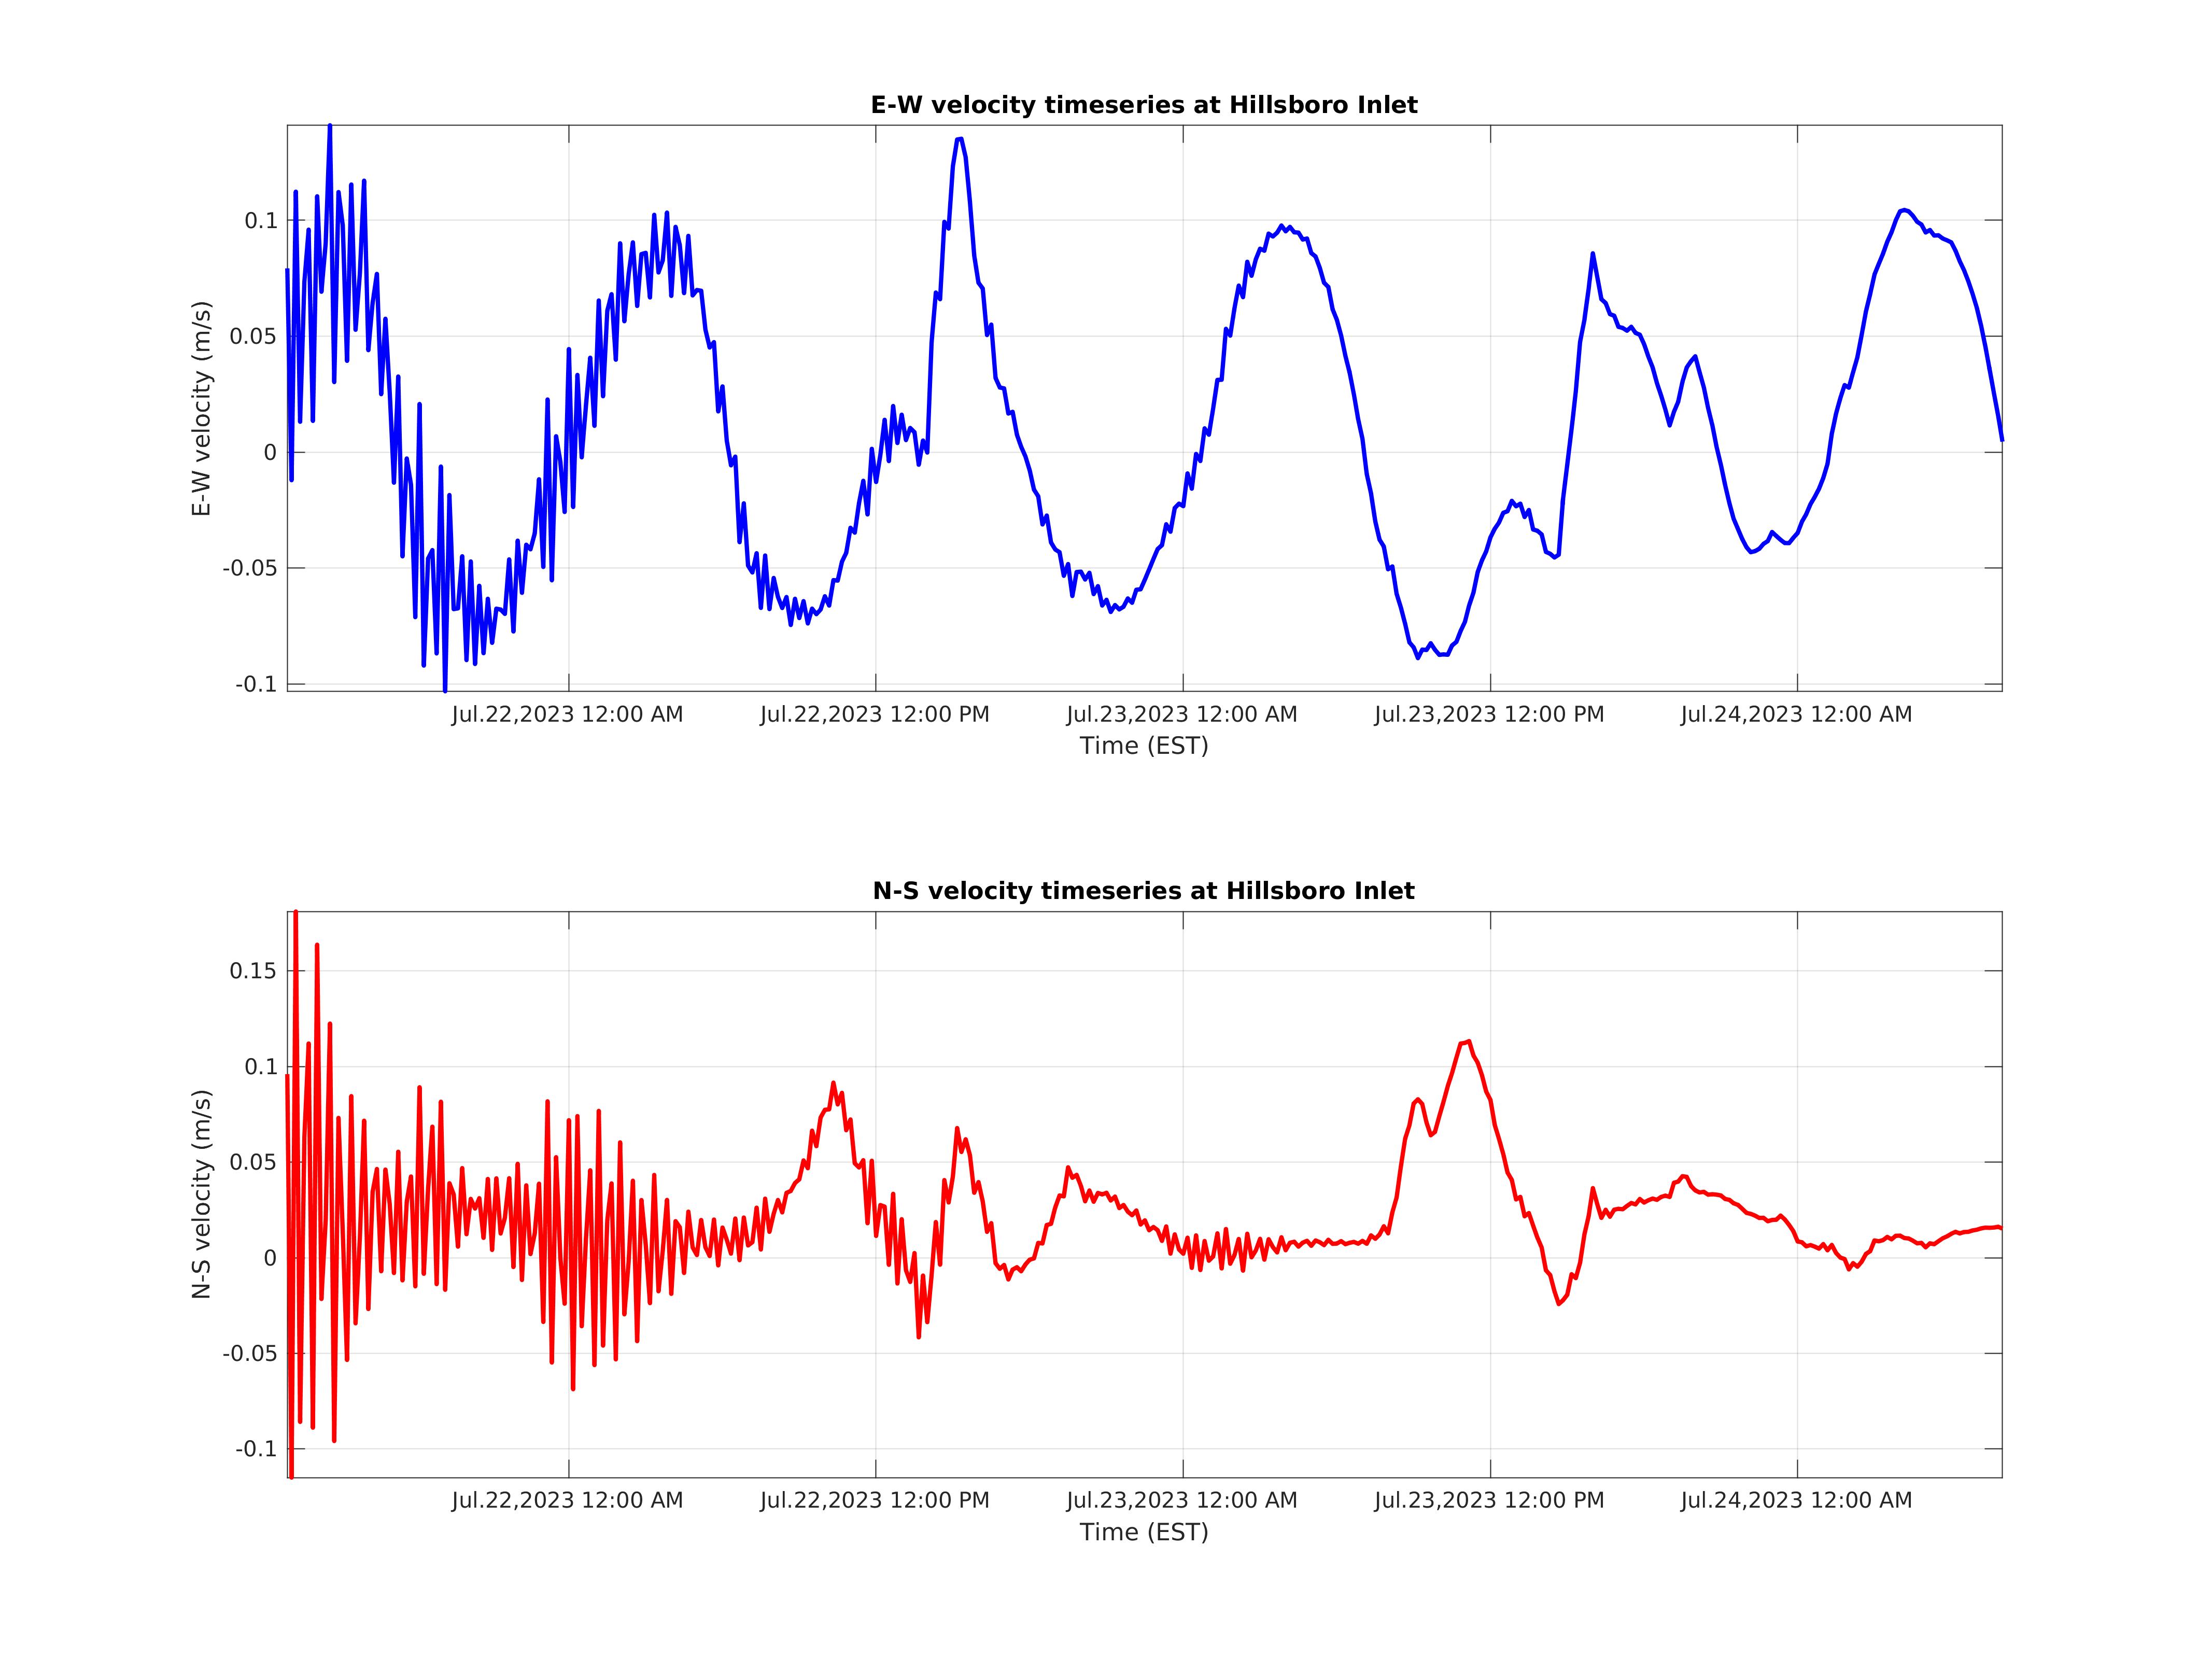 E-W velocity timeseries at Hillsboro Inlet
E-W velocity (m/s)
0.1
0.05
0
-0.05
-0.1
Jul.22,2023 12:00 AM Jul.22,2023 12:00 PM Jul.23,2023 12:00 AM Jul.23,2023 12:00 PM Jul.24,2023 12:00 AM
Time (EST)
N-S velocity timeseries at Hillsboro Inlet
N-S velocity (m/s)
0.15
0.1
0.05
0
-0.05
-0.1
Jul.22,2023 12:00 AM Jul.22,2023 12:00 PM Jul.23,2023 12:00 AM Jul.23,2023 12:00 PM Jul.24,2023 12:00 AM
Time (EST)